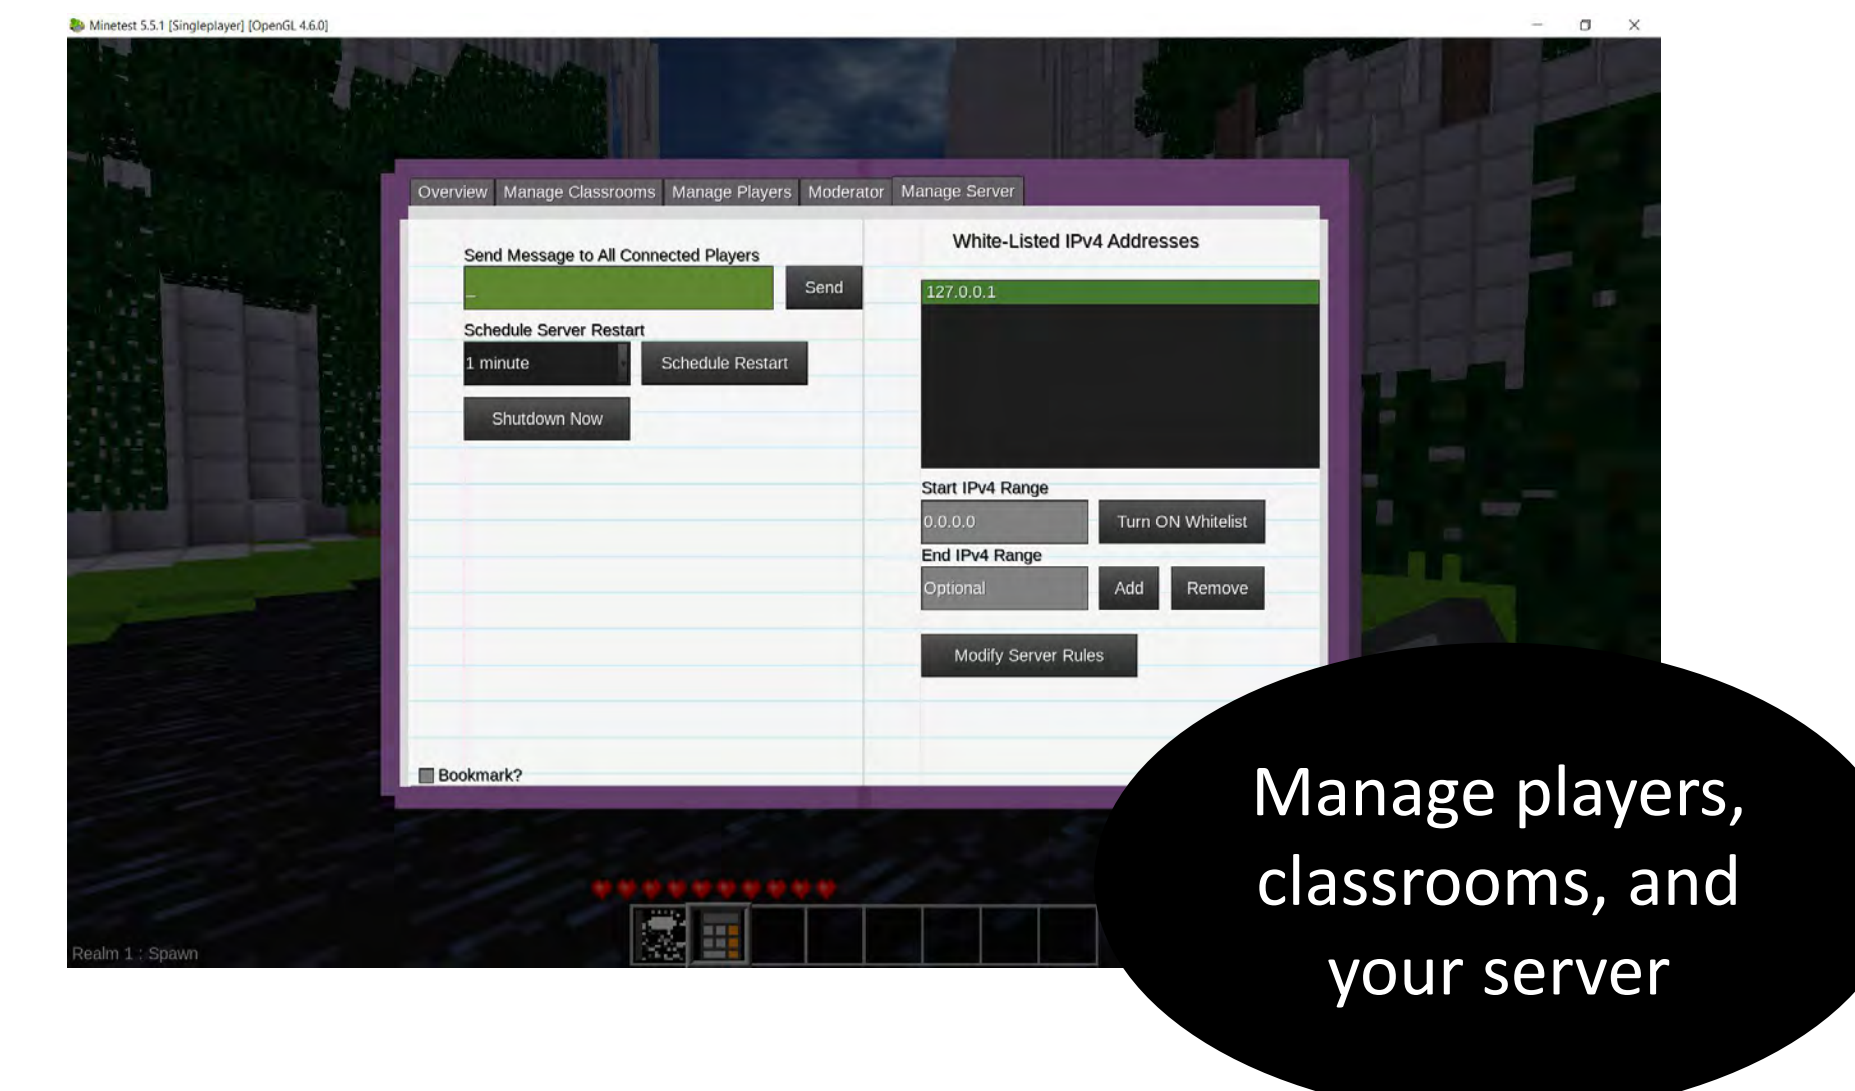 Minetest 5.5.1 [Singleplayer] [OpenGL 4.6.0]
Overview Manage Classrooms Manage Players Moderator Manage Server
Send Message to All Connected Players
_
Send
Schedule Server Restart
1 minute
Schedule Restart
Shutdown Now
Bookmark?
White-Listed IPv4 Addresses
127.0.0.1
Start IPv4 Range
0.0.0.0
Turn ON Whitelist
End IPv4 Range
Optional
Add
Remove
Modify Server Rules
Realm 1 : Spawn
Manage players,
classrooms, and
your server